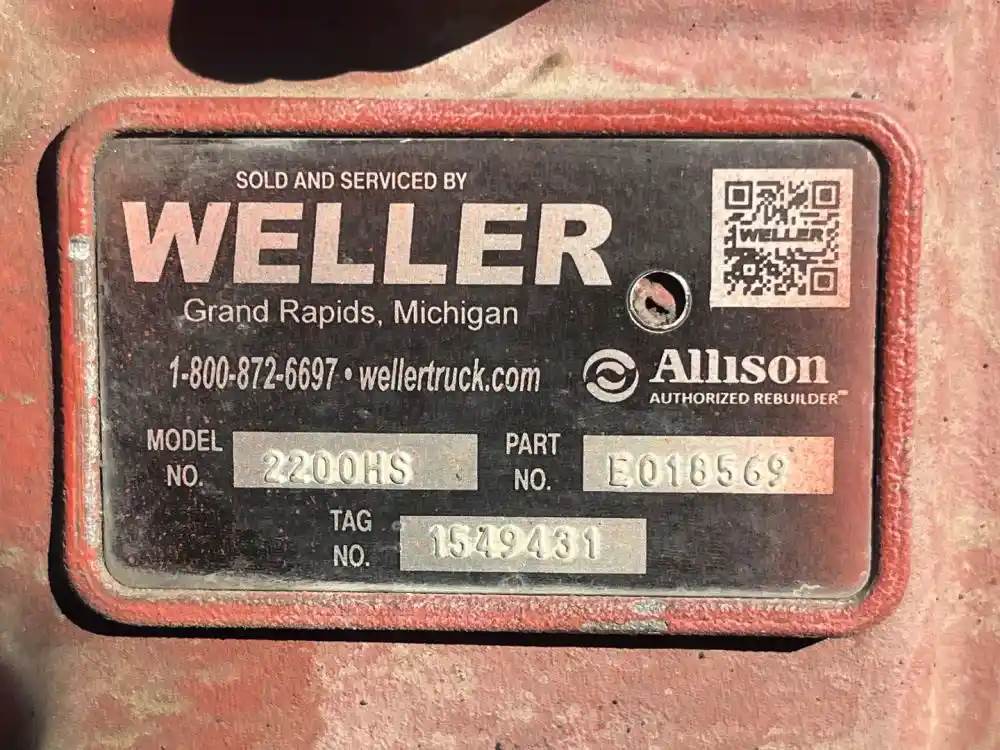 SOLD AND SERVICED BY
WELLER
WELLER
Grand Rapids, Michigan
1-800-872-6697 • wellertruck.com
Allison
AUTHORIZED REBUILDER™
MODEL NO. 2200HS
PART NO. E018569
TAG NO. 1549431